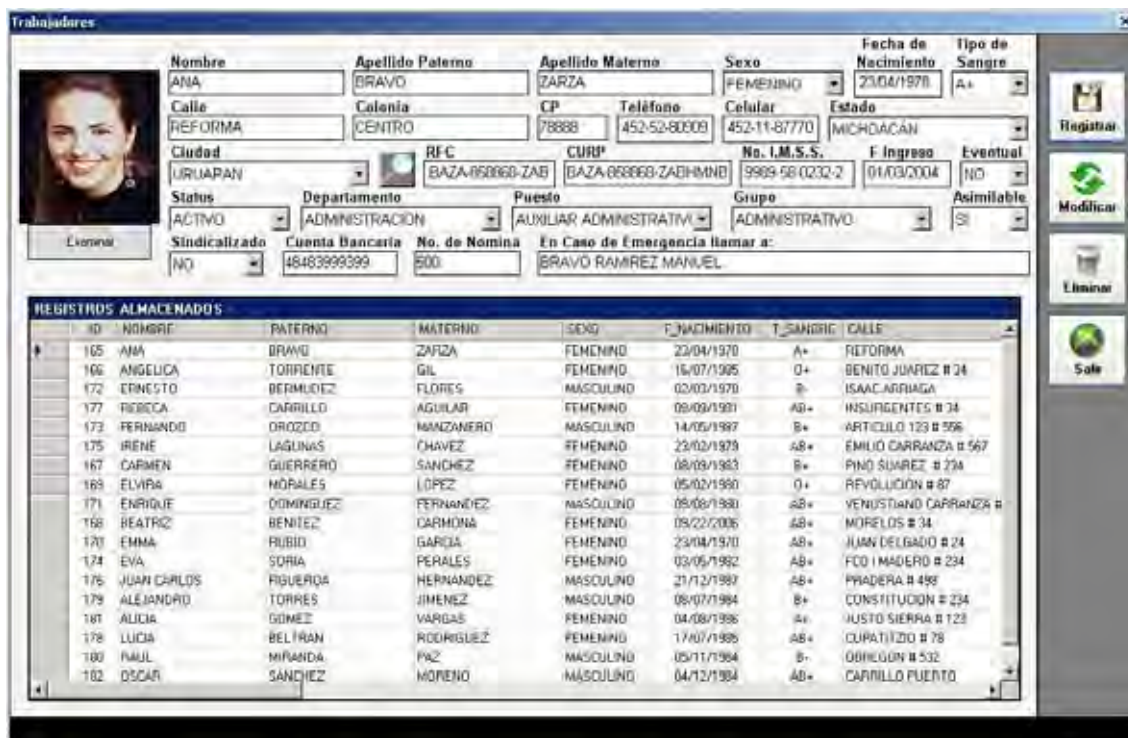 Trabajadores
Nombre Apellido Paterno Apellido Materno Sexo Fecha de Nacimiento Tipo de Sangre
ANA BRAVO ZARZA FEMENINO 23/04/1970 A+
Calle Colonia CP Teléfono Celular Estado
REFORMA CENTRO 78888 452-52-80909 452-11-87770 MICHOACAN
Ciudad RFC CURP No. I.M.S.S. F Ingreso Eventual
URUAPAN BAZA-858868-ZAB BAZA-858868-ZABHMNB 9989-58-0232-2 01/03/2004 NO
Status Departamento Puesto Grupo Asimilable
ACTIVO ADMINISTRACION AUXILIAR ADMINISTRATIV ADMINISTRATIVO SI
Examinar
Sindicalizado Cuenta Bancaria No. de Nomina En Caso de Emergencia llamar a:
NO 48483999399 500 BRAVO RAMIREZ MANUEL
Registrar
Modificar
Eliminar
Salir
REGISTROS ALMACENADOS
ID NOMBRE PATERNO MATERNO SEXO F_NACIMIENTO T_SANGRE CALLE
165 ANA BRAVO ZARZA FEMENINO 23/04/1970 A+ REFORMA
166 ANGELICA TORRENTE GIL FEMENINO 16/07/1985 O+ BENITO JUAREZ # 34
172 ERNESTO BERMUDEZ FLORES MASCULINO 02/03/1970 B- ISAAC ARRIAGA
177 REBECA CARRILLO AGUILAR FEMENINO 09/09/1981 AB+ INSURGENTES # 34
173 FERNANDO OROZCO MANZANERO MASCULINO 14/05/1987 B+ ARTICULO 123 # 556
175 IRENE LAGUNAS CHAVEZ FEMENINO 23/02/1979 AB+ EMILIO CARRANZA # 567
167 CARMEN GUERRERO SANCHEZ FEMENINO 08/09/1983 B+ PINO SUAREZ # 234
169 ELVIRA MORALES LOPEZ FEMENINO 05/02/1980 O+ REVOLUCION # 87
171 ENRIQUE DOMINGUEZ FERNANDEZ MASCULINO 09/08/1980 AB+ VENUSTIANO CARRANZA #
168 BEATRIZ BENITEZ CARMONA FEMENINO 09/22/2006 AB+ MORELOS # 34
170 EMMA RUBIO GARCIA FEMENINO 23/04/1970 AB+ JUAN DELGADO # 24
174 EVA SORIA PERALES FEMENINO 03/05/1982 AB+ FCO I MADERO # 234
176 JUAN CARLOS FIGUEROA HERNANDEZ MASCULINO 21/12/1987 AB+ PRADERA # 498
179 ALEJANDRO TORRES JIMENEZ MASCULINO 08/07/1984 B+ CONSTITUCION # 234
181 ALICIA GOMEZ VARGAS FEMENINO 04/08/1986 A+ JUSTO SIERRA # 123
178 LUCIA BELTRAN RODRIGUEZ FEMENINO 17/07/1985 AB+ CUPATITZIO # 78
180 RAUL MIRANDA PAZ MASCULINO 05/11/1984 B- OBREGON # 532
182 OSCAR SANCHEZ MORENO MASCULINO 04/12/1984 AB+ CARRILLO PUERTO